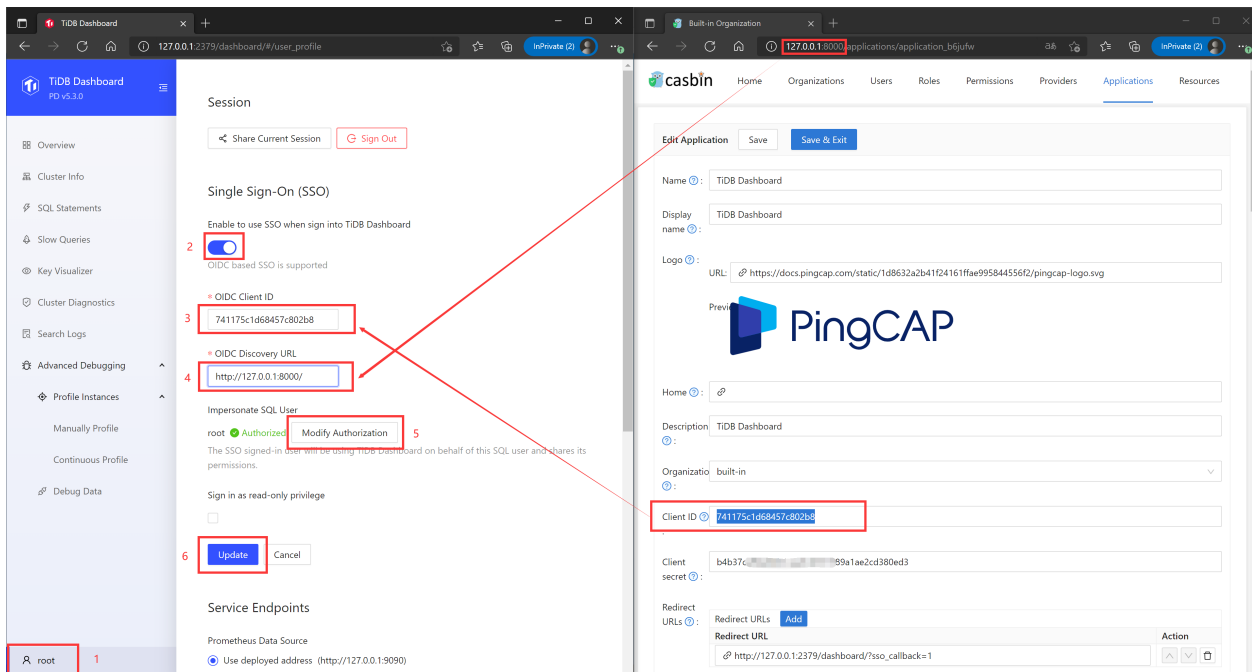 TiDB Dashboard
127.0.0.1:2379/dashboard/#/user_profile
InPrivate (2)
TiDB Dashboard
PD v5.3.0
Overview
Cluster Info
SQL Statements
Slow Queries
Key Visualizer
Cluster Diagnostics
Search Logs
Advanced Debugging
Profile Instances
Manually Profile
Continuous Profile
Debug Data
root
1
Session
Share Current Session
Sign Out
Single Sign-On (SSO)
Enable to use SSO when sign into TiDB Dashboard
2
OIDC based SSO is supported
* OIDC Client ID
3
741175c1d68457c802b8
* OIDC Discovery URL
4
http://127.0.0.1:8000/
Impersonate SQL User
root Authorized Modify Authorization
5
The SSO signed-in user will be using TiDB Dashboard on behalf of this SQL user and shares its
permissions.
Sign in as read-only privilege
6
Update
Cancel
Service Endpoints
Prometheus Data Source
Use deployed address (http://127.0.0.1:9090)
Built-in Organization
127.0.0.1:8000/applications/application_b6jufw
InPrivate (2)
casbin
Home
Organizations
Users
Roles
Permissions
Providers
Applications
Resources
Edit Application
Save
Save & Exit
Name :
TiDB Dashboard
Display
name :
TiDB Dashboard
Logo :
URL:
https://docs.pingcap.com/static/1d8632a2b41f24161ffae995844556f2/pingcap-logo.svg
PingCAP
Home :
Description
:
TiDB Dashboard
Organizatio
:
built-in
Client ID
:
741175c1d68457c802b8
Client
secret :
b4b37c
89a1ae2cd380ed3
Redirect
URLs :
Redirect URLs
Add
Redirect URL
Action
http://127.0.0.1:2379/dashboard/?sso_callback=1